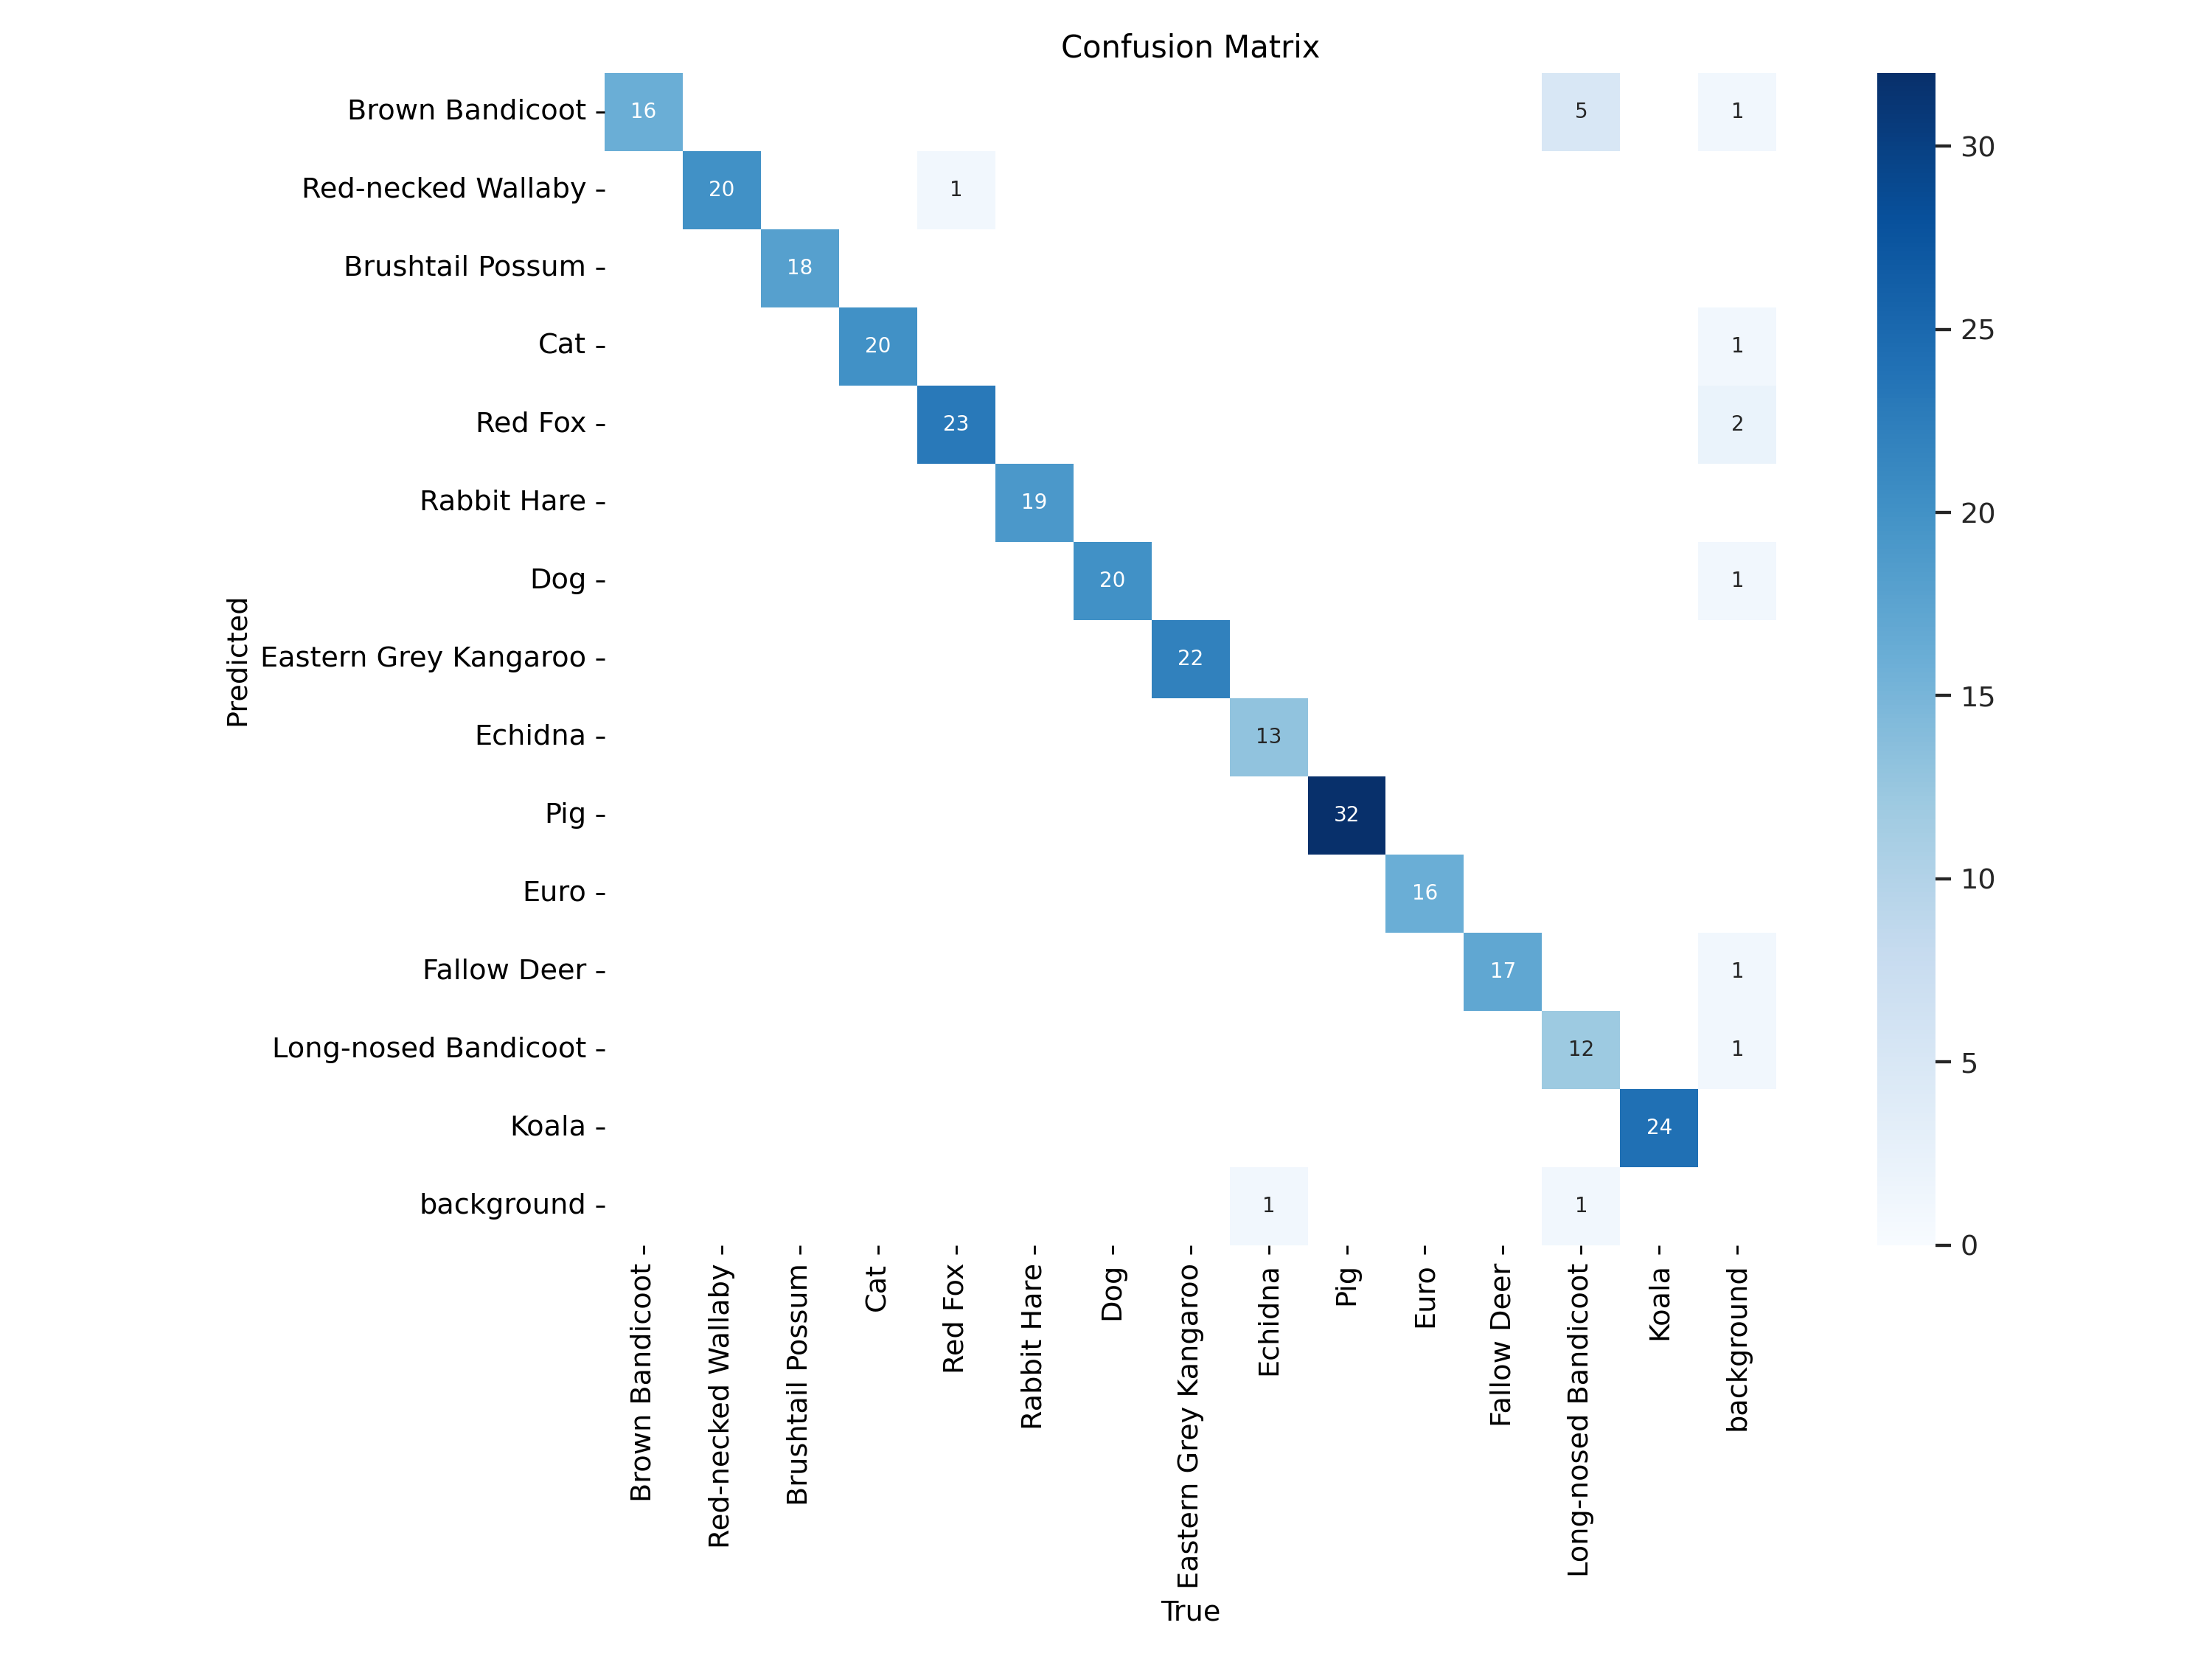 Confusion Matrix
Brown Bandicoot 16 5 1
Red-necked Wallaby 20 1
Brushtail Possum 18
Cat 20 1
Red Fox 23 2
Rabbit Hare 19
Dog 20 1
Eastern Grey Kangaroo 22
Echidna 13
Pig 32
Euro 16
Fallow Deer 17 1
Long-nosed Bandicoot 12 1
Koala 24
background 1 1
Predicted
Brown Bandicoot
Red-necked Wallaby
Brushtail Possum
Cat
Red Fox
Rabbit Hare
Dog
Eastern Grey Kangaroo
Echidna
Pig
Euro
Fallow Deer
Long-nosed Bandicoot
Koala
background
True
30
25
20
15
10
5
0